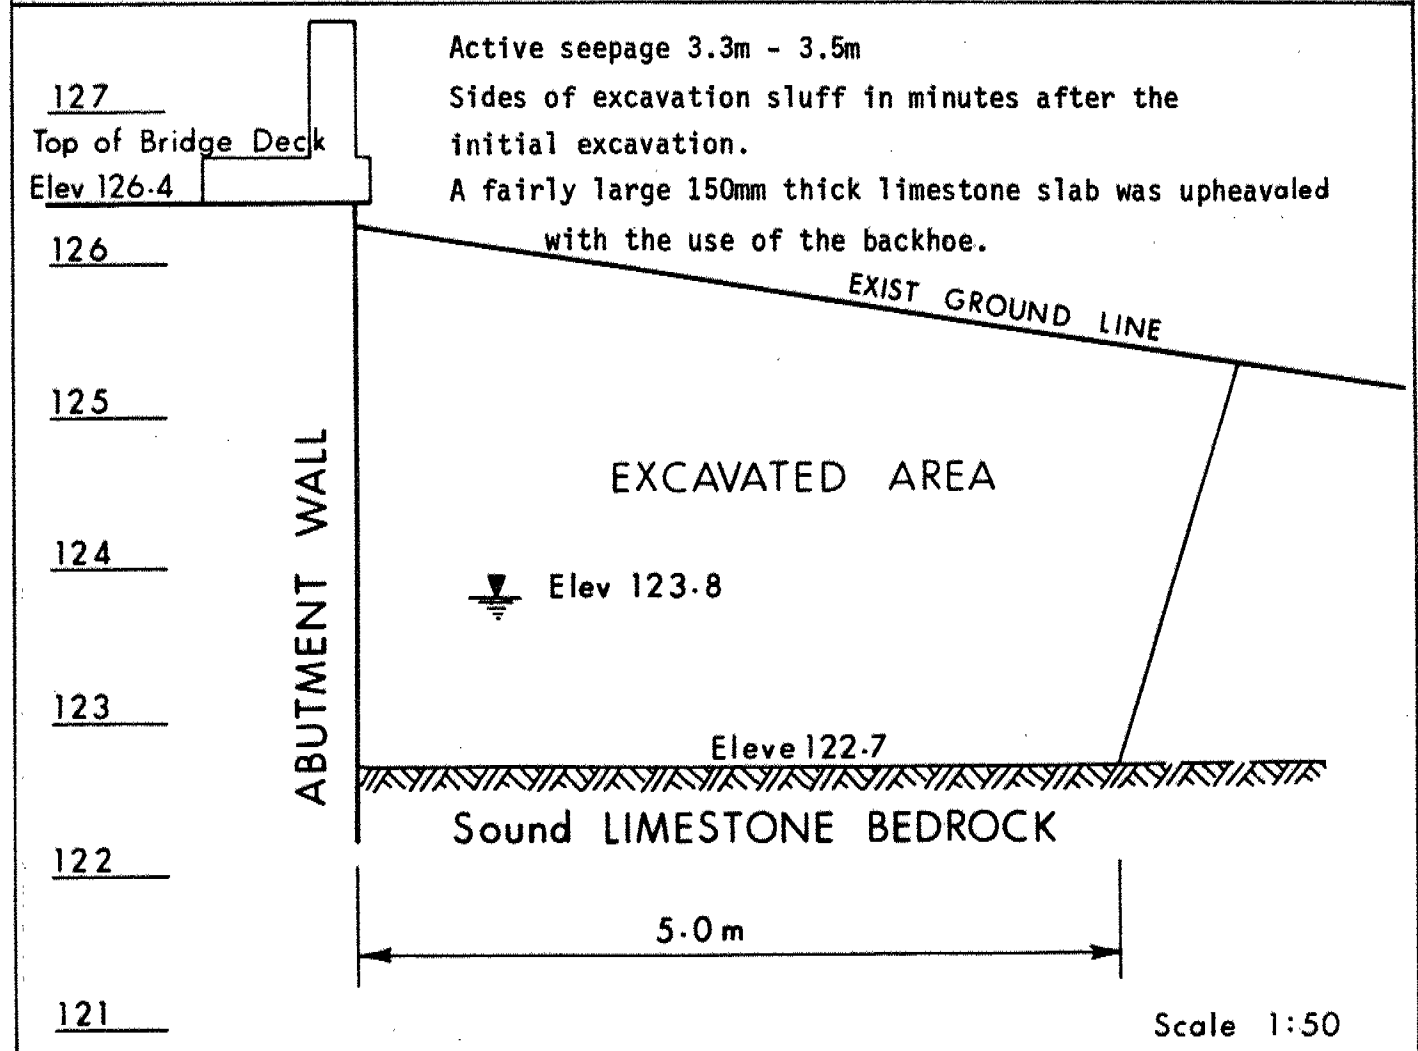 Active seepage 3.3m - 3.5m
127
Sides of excavation sluff in minutes after the
Top of Bridge Deck
initial excavation.
Elev 126.4
A fairly large 150mm thick limestone slab was upheavaled
126
with the use of the backhoe.
EXIST GROUND LINE
125
ABUTMENT WALL
EXCAVATED AREA
124
Elev 123.8
123
Eleve 122.7
Sound LIMESTONE BEDROCK
122
5.0 m
121
Scale 1:50